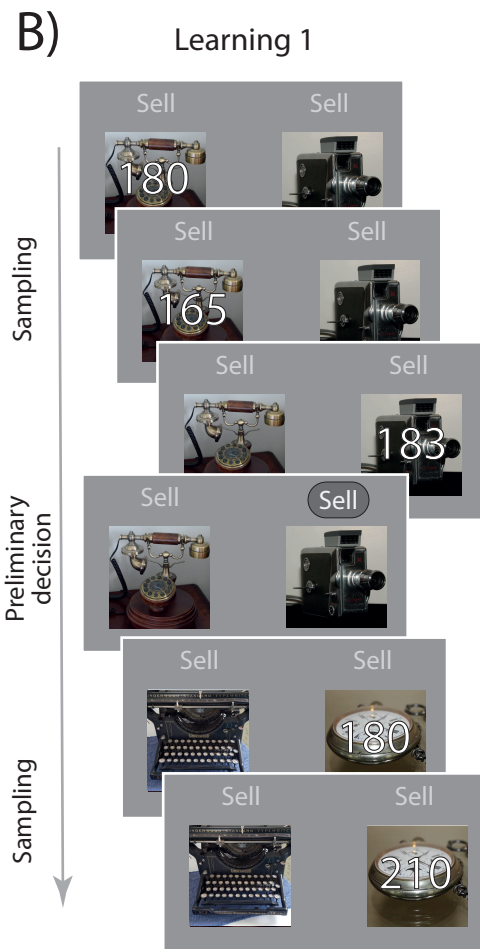 B)
Learning 1
Sell Sell
180
Sell Sell
165
Sampling
Sell Sell
183
Sell Sell
Preliminary
decision
Sell Sell
180
Sell Sell
210
Sampling